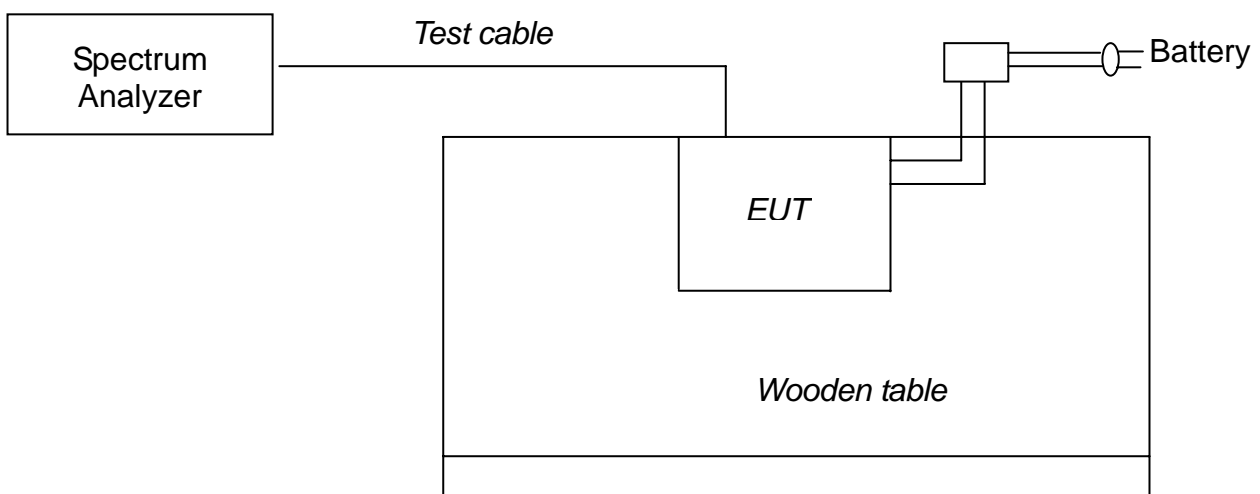 Spectrum
Analyzer
Test cable
Battery
EUT
Wooden table